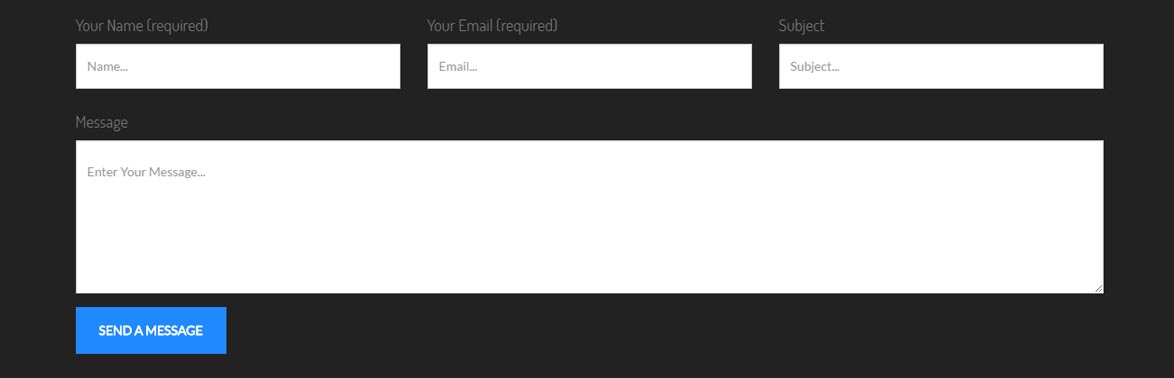 Your Name (required)
Your Email (required)
Subject
Name...
Email...
Subject...
Message
Enter Your Message...
SEND A MESSAGE